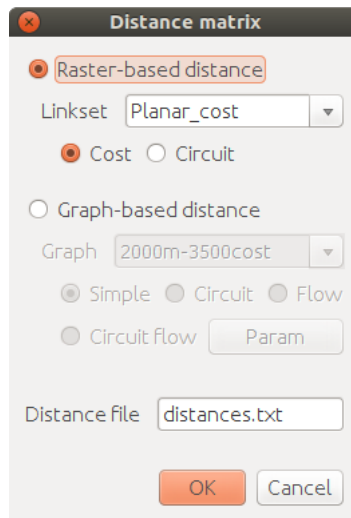 Distance matrix
Raster-based distance
Linkset Planar_cost
Cost Circuit
Graph-based distance
Graph 2000m-3500cost
Simple Circuit Flow
Circuit flow Param
Distance file distances.txt
OK Cancel